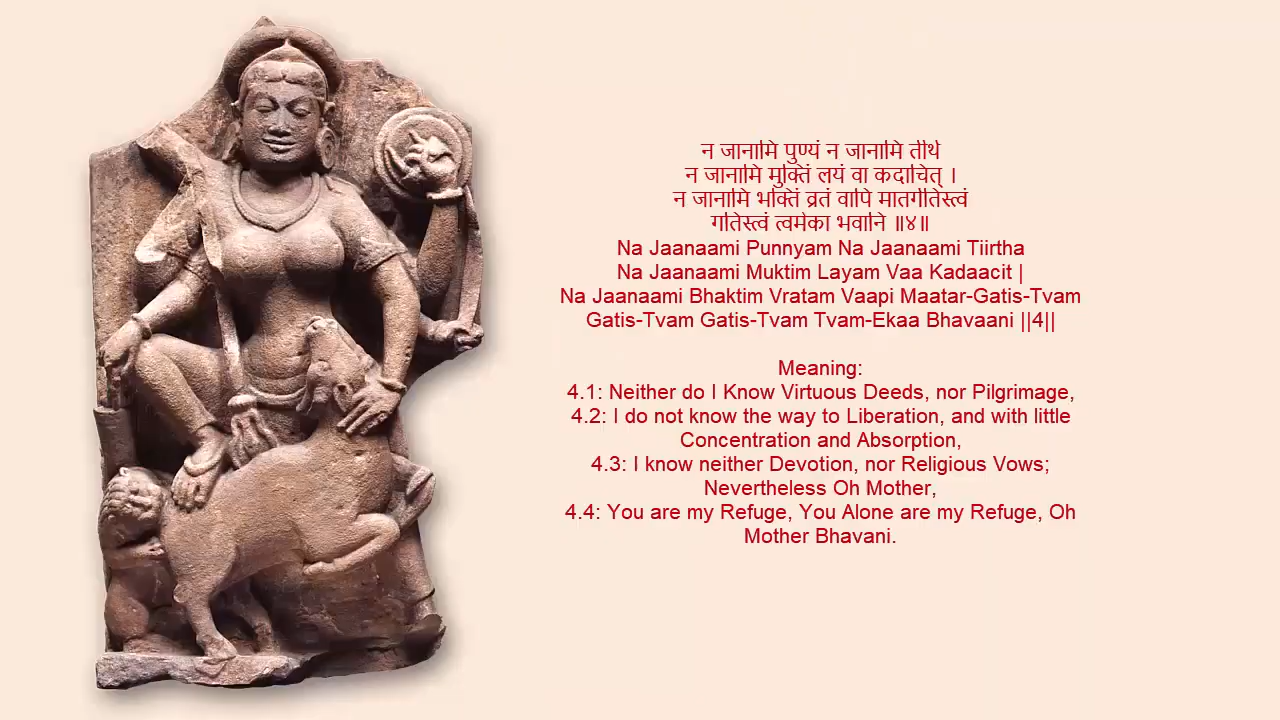 न जानामि पुण्यं न जानामि तीर्थ
न जानामि मुक्तिं लयं वा कदाचित् ।
न जानामि भक्तिं व्रतं वापि मातर्गतिस्त्वं
गतिस्त्वं त्वमेका भवानि ॥४॥
Na Jaanaami Punnyam Na Jaanaami Tiirtha
Na Jaanaami Muktim Layam Vaa Kadaacit |
Na Jaanaami Bhaktim Vratam Vaapi Maatar-Gatis-Tvam
Gatis-Tvam Gatis-Tvam Tvam-Ekaa Bhavaani ||4||
Meaning:
4.1: Neither do I Know Virtuous Deeds, nor Pilgrimage,
4.2: I do not know the way to Liberation, and with little
Concentration and Absorption,
4.3: I know neither Devotion, nor Religious Vows;
Nevertheless Oh Mother,
4.4: You are my Refuge, You Alone are my Refuge, Oh
Mother Bhavani.